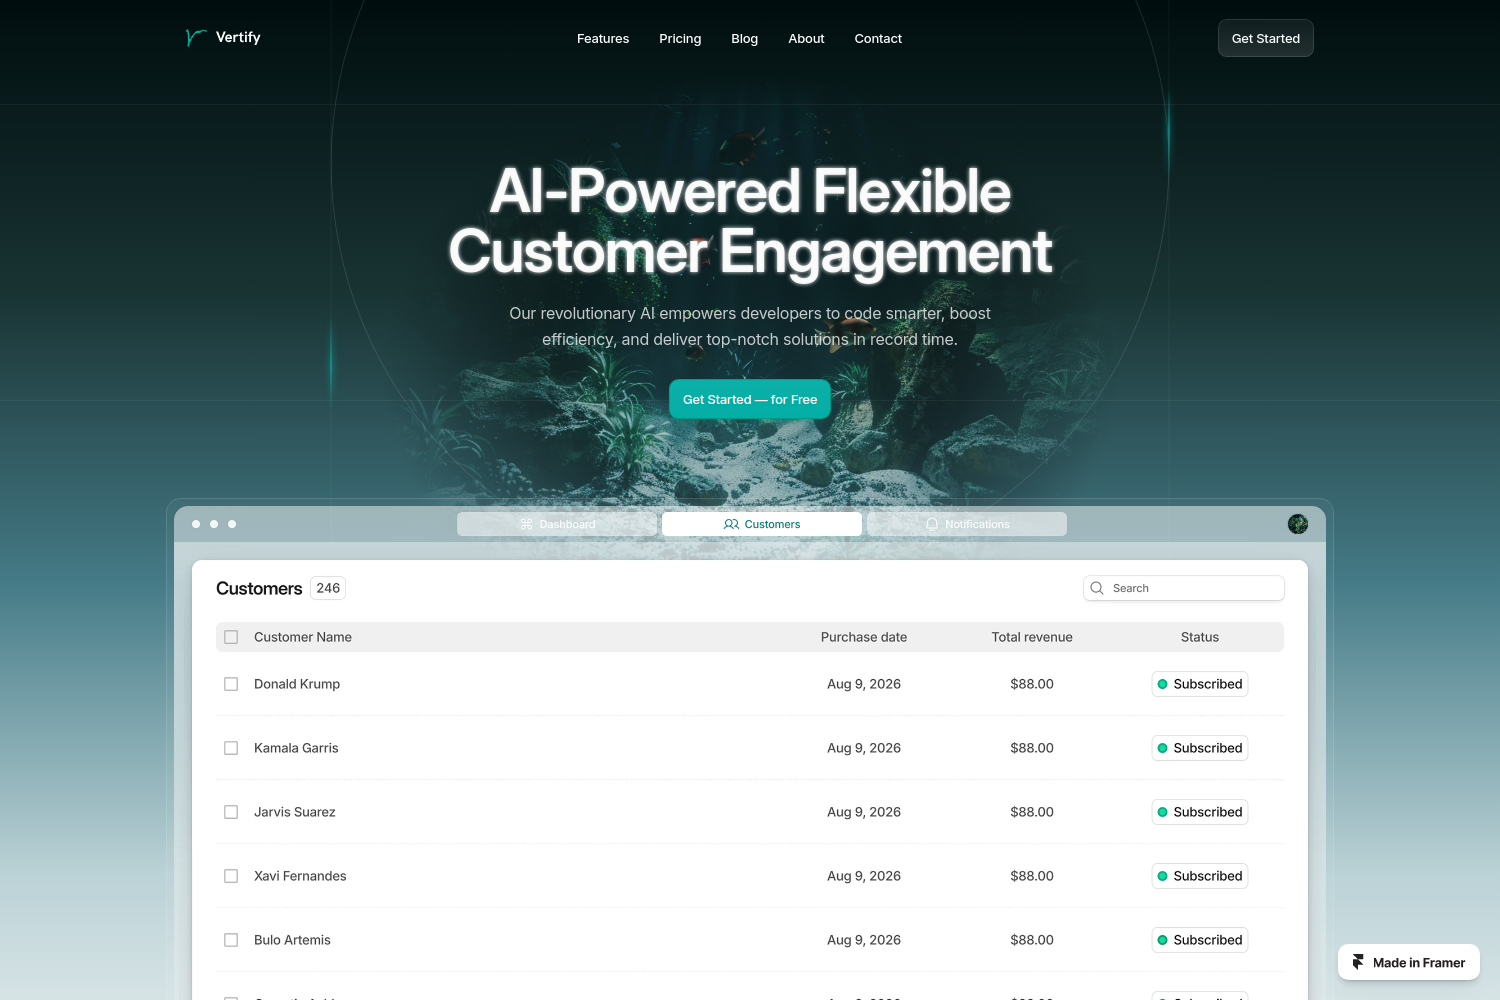 Vertify
Features
Pricing
Blog
About
Contact
Get Started
AI-Powered Flexible
Customer Engagement
Our revolutionary AI empowers developers to code smarter, boost
efficiency, and deliver top-notch solutions in record time.
Get Started — for Free
Dashboard
Customers
Notifications
Customers 246
Search
Customer Name Purchase date Total revenue Status
Donald Krump Aug 9, 2026 $88.00 Subscribed
Kamala Garris Aug 9, 2026 $88.00 Subscribed
Jarvis Suarez Aug 9, 2026 $88.00 Subscribed
Xavi Fernandes Aug 9, 2026 $88.00 Subscribed
Bulo Artemis Aug 9, 2026 $88.00 Subscribed
Made in Framer